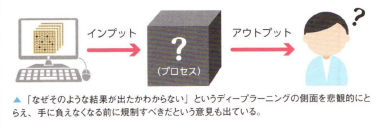 インプット
アウトプット
?
?
(プロセス)
▲「なぜそのような結果が出たかわからない」というディープラーニングの側面を悲観的にと
らえ、手に負えなくなる前に規制すべきだという意見も出ている。